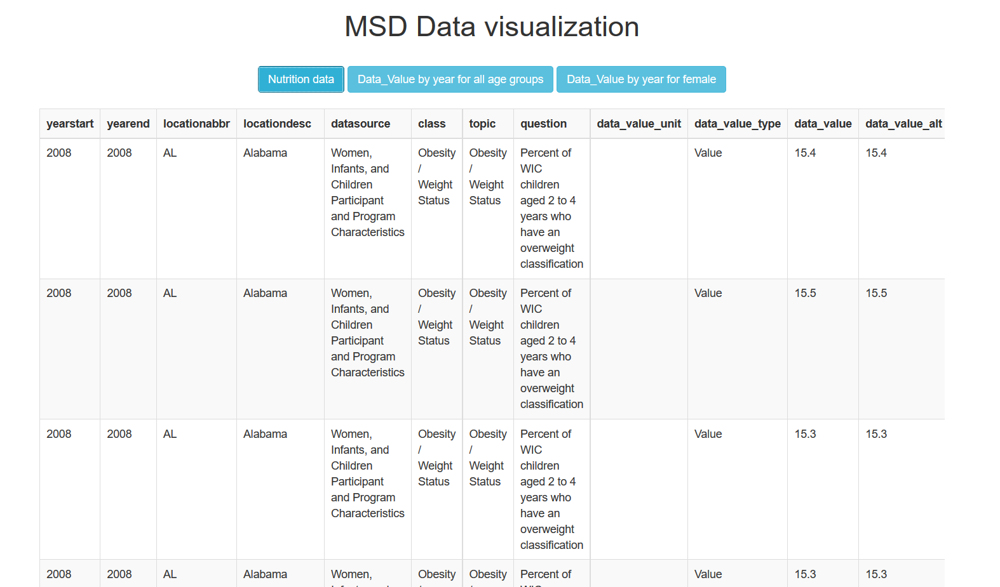 MSD Data visualization
Nutrition data Data_Value by year for all age groups Data_Value by year for female
yearstart yearend locationabbr locationdesc datasource class topic question data_value_unit data_value_type data_value data_value_alt
2008 2008 AL Alabama Women, Obesity Obesity Percent of Value 15.4 15.4
Infants, and / / WIC
Children Weight Weight children
Participant Status Status aged 2 to 4
and Program years who
Characteristics have an
overweight
classification
2008 2008 AL Alabama Women, Obesity Obesity Percent of Value 15.5 15.5
Infants, and / / WIC
Children Weight Weight children
Participant Status Status aged 2 to 4
and Program years who
Characteristics have an
overweight
classification
2008 2008 AL Alabama Women, Obesity Obesity Percent of Value 15.3 15.3
Infants, and / / WIC
Children Weight Weight children
Participant Status Status aged 2 to 4
and Program years who
Characteristics have an
overweight
classification
2008 2008 AL Alabama Women, Obesity Obesity Percent of Value 15.3 15.3